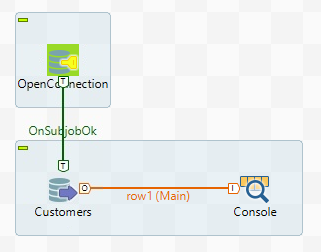 OpenConnection
T
OnSubjobOk
T
O
row1 (Main)
I
Customers
Console